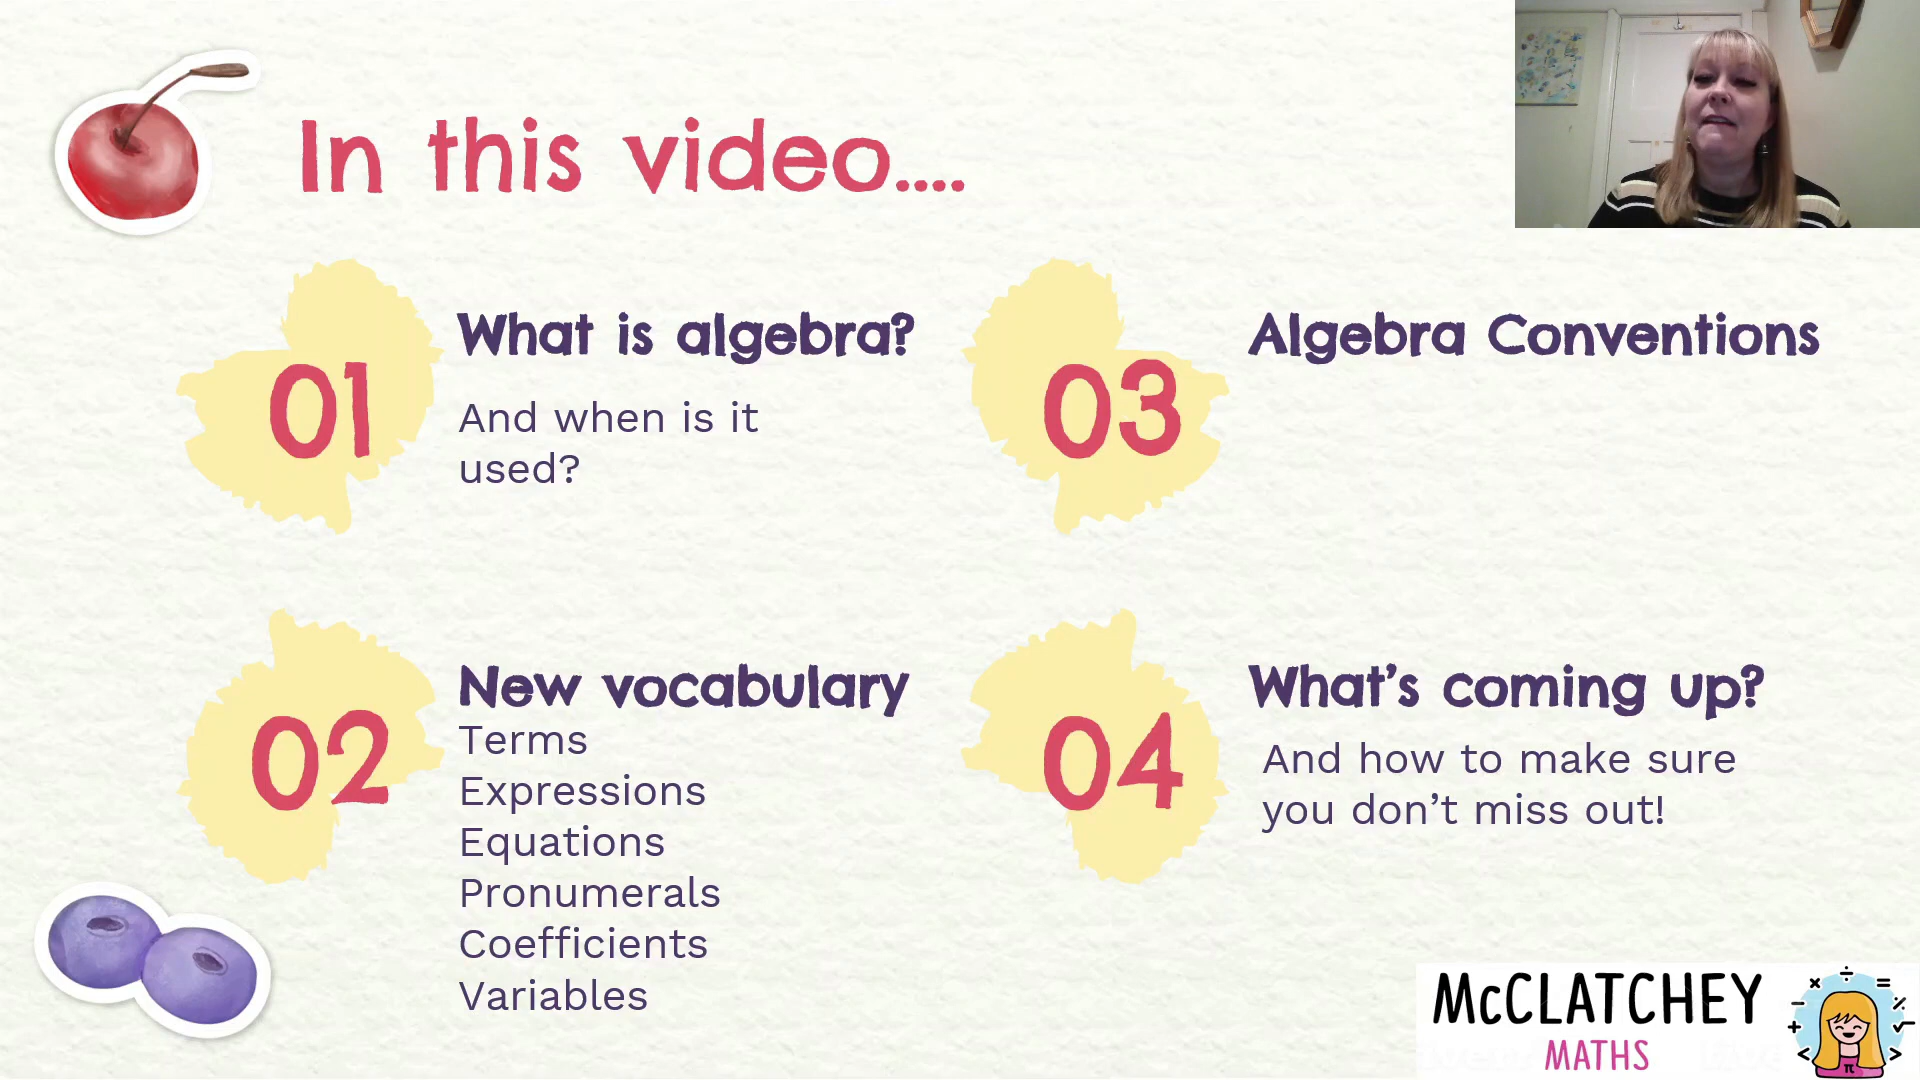 In this video....
01
What is algebra?
And when is it
used?
02
New vocabulary
Terms
Expressions
Equations
Pronumerals
Coefficients
Variables
03
Algebra Conventions
04
What's coming up?
And how to make sure
you don't miss out!
McCLATCHEY
MATHS
π